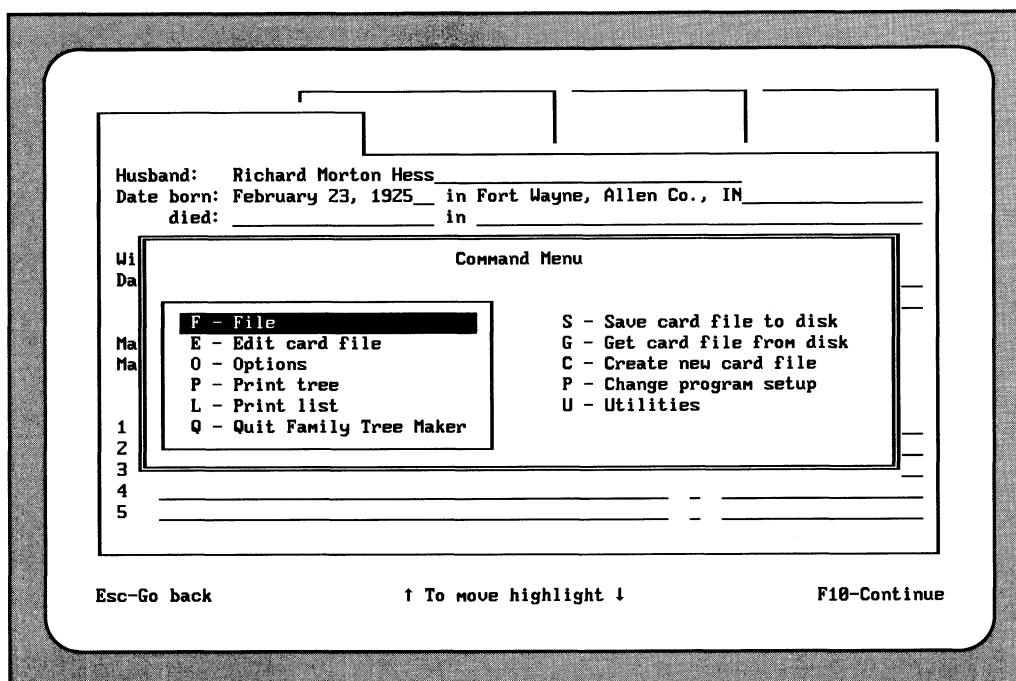 Husband: Richard Morton Hess
Date born: February 23, 1925 in Fort Wayne, Allen Co., IN
died: in
Wi
Da
Ma
Ma
1
2
3
4
5
Command Menu
F - File
E - Edit card file
O - Options
P - Print tree
L - Print list
Q - Quit Family Tree Maker
S - Save card file to disk
G - Get card file from disk
C - Create new card file
P - Change program setup
U - Utilities
Esc-Go back ↑ To move highlight ↓ F10-Continue